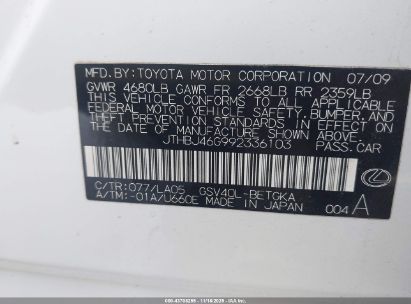 MFD.BY:TOYOTA MOTOR CORPORATION 07/09
GVWR 4680LB GAWR FR 2668LB RR 2359LB
THIS VEHICLE CONFORMS TO ALL APPLICABLE
FEDERAL MOTOR VEHICLE SAFETY,BUMPER,AND
THEFT PREVENTION STANDARDS IN EFFECT ON
THE DATE OF MANUFACTURE SHOWN ABOVE.
JTHBJ46G992336103 PASS.CAR
C/TR:077/LA05 GSV40L-BETGKA
A/TM:-01A/U660E MADE IN JAPAN 004A